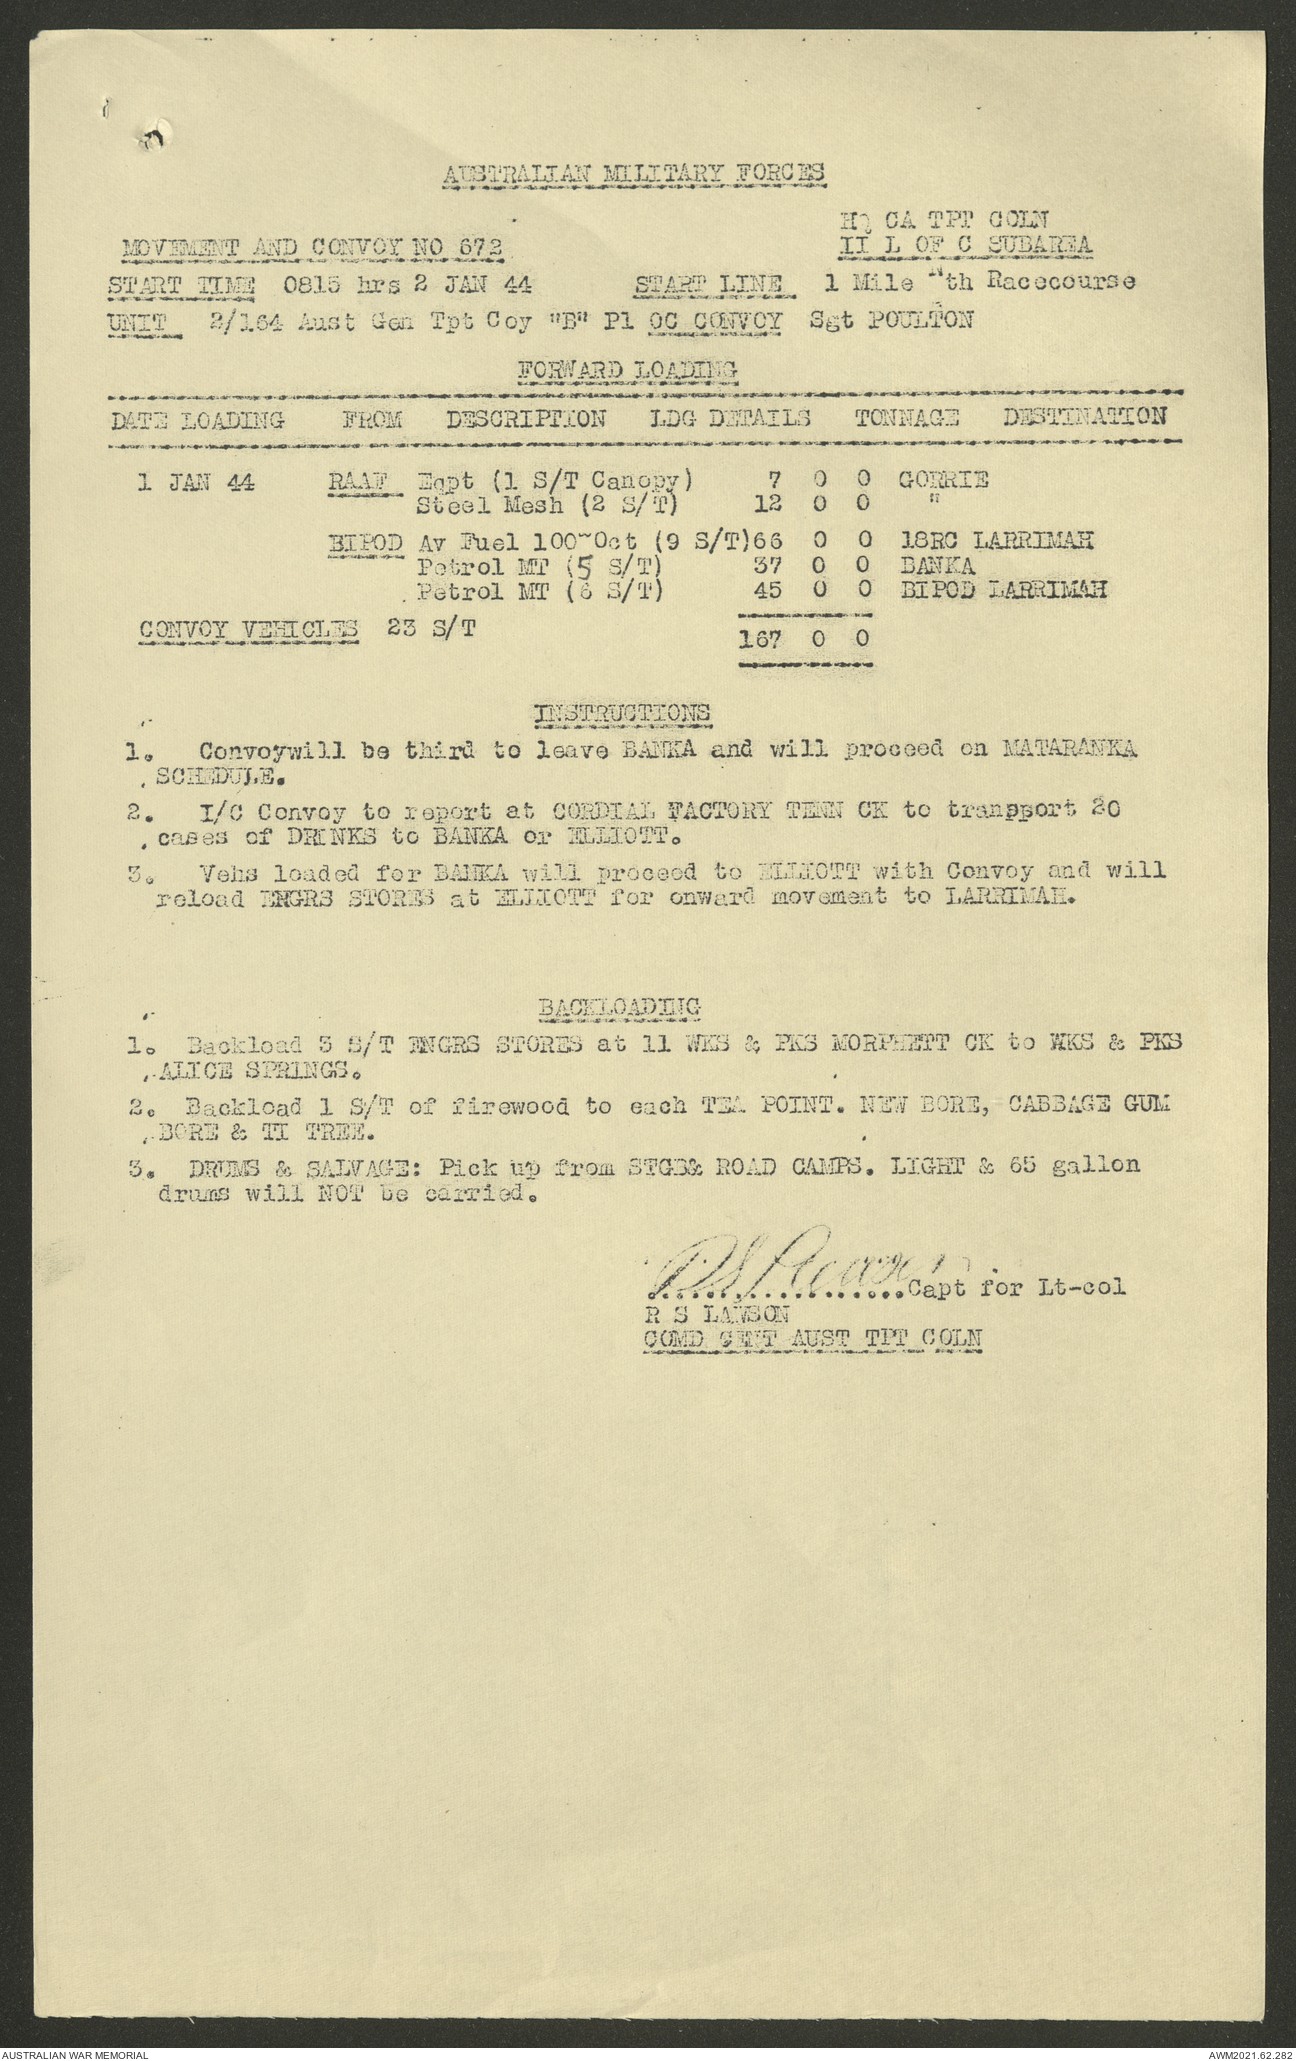 AUSTRALIAN MILITARY FORCES
HQ CA TPT COLN
MOVEMENT AND CONVOY NO 672
II L OF C SUBAREA
START TIME 0815 hrs 2 JAN 44 START LINE 1 Mile Nth Racecourse
UNIT 2/164 Aust Gen Tpt Coy "B" Pl OC CONVOY Sgt POULTON
FORWARD LOADING
DATE LOADING FROM DESCRIPTION LDG DETAILS TONNAGE DESTINATION
1 JAN 44 RAAF Eqpt (1 S/T Canopy) 7 0 0 GORRIE
Steel Mesh (2 S/T) 12 0 0 "
BIPOD Av Fuel 100-Oct (9 S/T) 66 0 0 18RC LARRIMAH
Petrol MT (5 S/T) 37 0 0 BANKA
Petrol MT (6 S/T) 45 0 0 BIPOD LARRIMAH
CONVOY VEHICLES 23 S/T
167 0 0
INSTRUCTIONS
1. Convoywill be third to leave BANKA and will proceed on MATARANKA
SCHEDULE.
2. I/C Convoy to report at CORDIAL FACTORY TENN CK to transport 20
cases of DRINKS to BANKA or ELLIOTT.
3. Vehs loaded for BANKA will proceed to ELLIOTT with Convoy and will
reload ENGRS STORES at ELLIOTT for onward movement to LARRIMAH.
BACKLOADING
1. Backload 3 S/T ENGRS STORES at 11 WKS & PKS MORPHETT CK to WKS & PKS
ALICE SPRINGS.
2. Backload 1 S/T of firewood to each TEA POINT. NEW BORE, CABBAGE GUM
BORE & TI TREE.
3. DRUMS & SALVAGE: Pick up from STGB& ROAD CAMPS. LIGHT & 65 gallon
drums will NOT be carried.
..................Capt for Lt-col
R S LAWSON
COMD CENT AUST TPT COLN
AUSTRALIAN WAR MEMORIAL
AWM2021.62.282